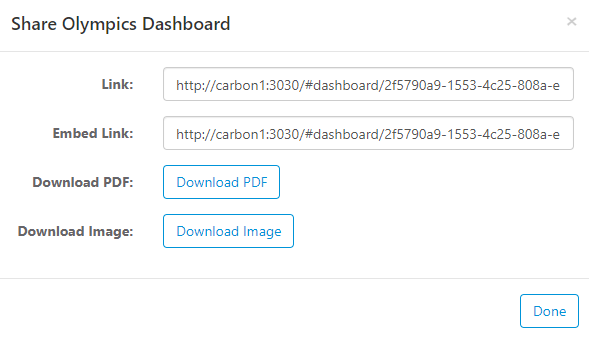 Share Olympics Dashboard ×
Link: http://carbon1:3030/#dashboard/2f5790a9-1553-4c25-808a-e
Embed Link: http://carbon1:3030/#dashboard/2f5790a9-1553-4c25-808a-e
Download PDF: Download PDF
Download Image: Download Image
Done